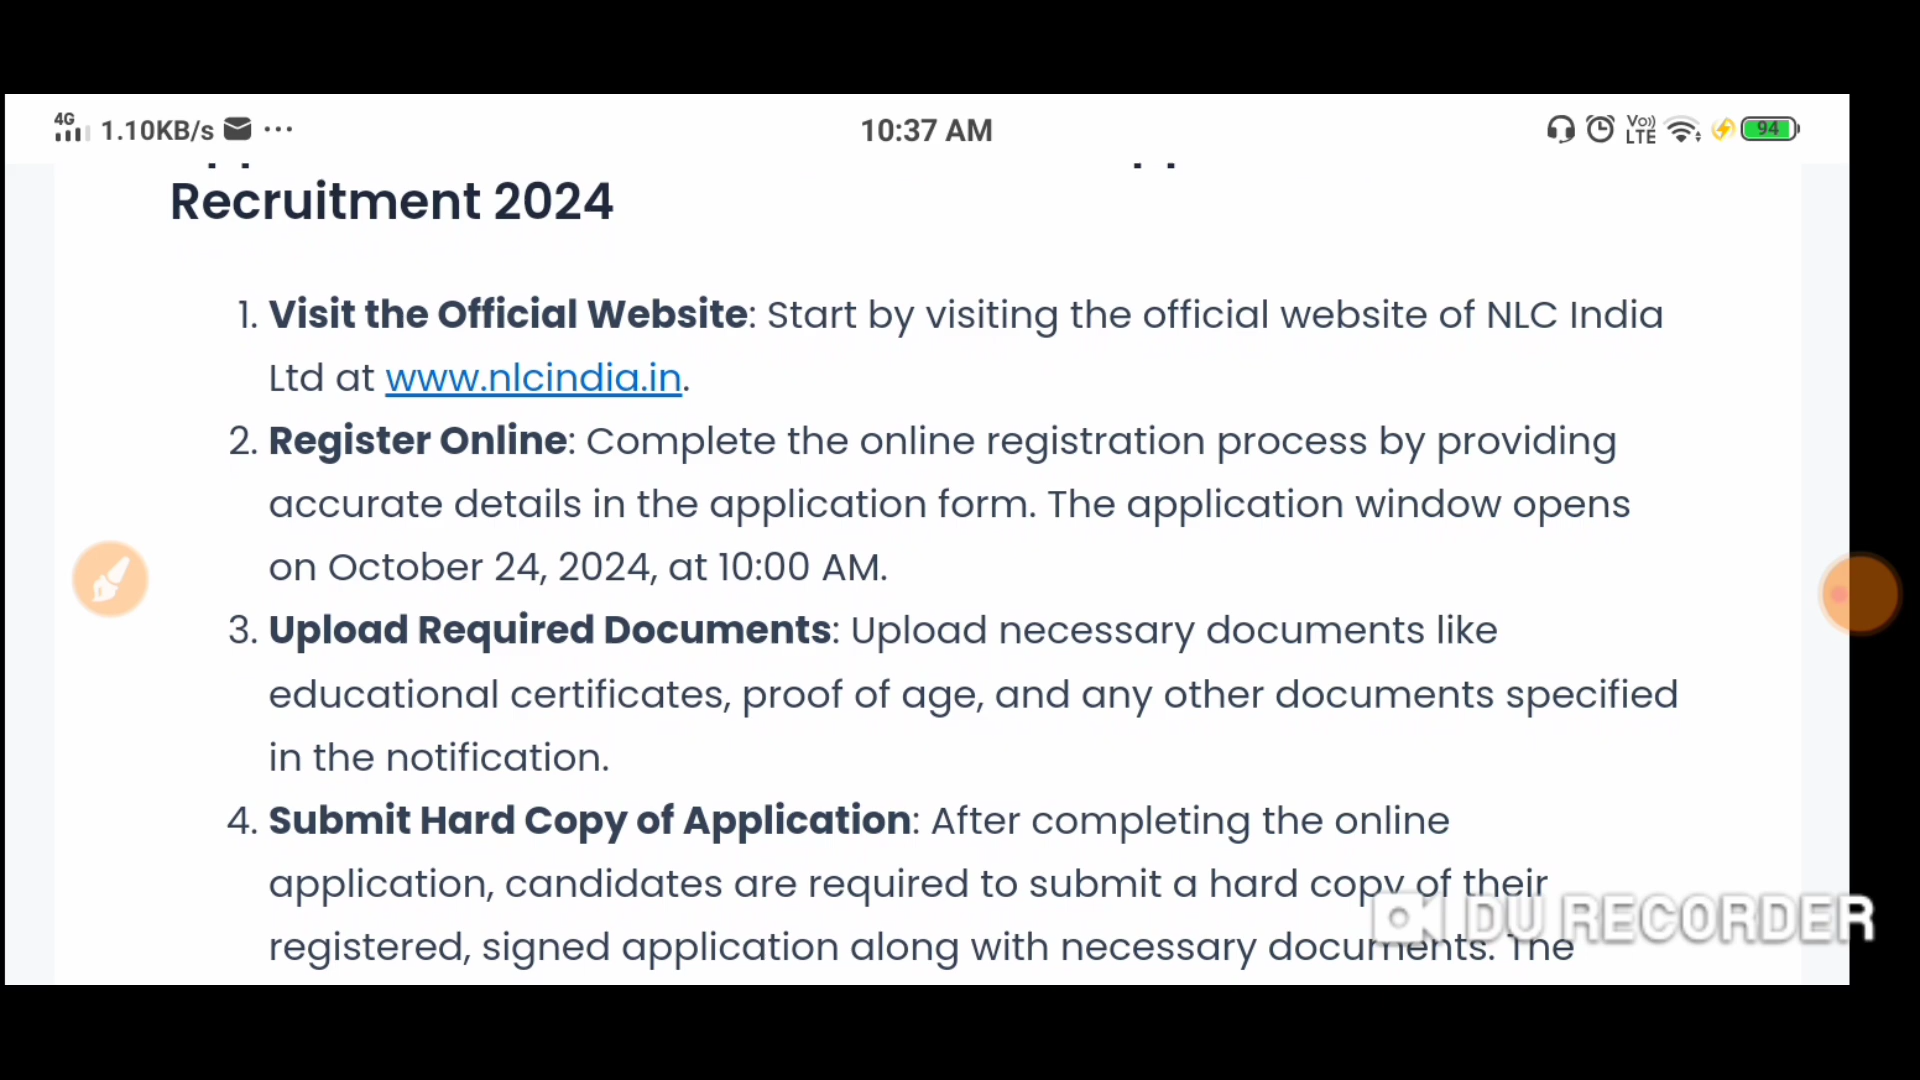 4G 1.10KB/s ... 10:37 AM Vo)) LTE 94
Recruitment 2024
1. Visit the Official Website: Start by visiting the official website of NLC India
Ltd at www.nlcindia.in.
2. Register Online: Complete the online registration process by providing
accurate details in the application form. The application window opens
on October 24, 2024, at 10:00 AM.
3. Upload Required Documents: Upload necessary documents like
educational certificates, proof of age, and any other documents specified
in the notification.
4. Submit Hard Copy of Application: After completing the online
application, candidates are required to submit a hard copy of their
registered, signed application along with necessary documents. The
DU RECORDER